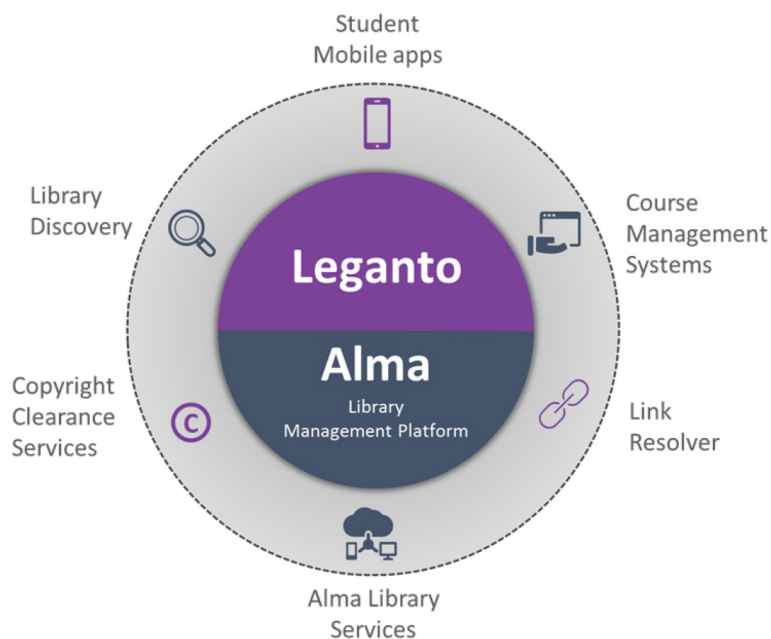 Student
Mobile apps
Library
Discovery
Course
Management
Systems
Leganto
Alma
Library
Management Platform
Copyright
Clearance
Services
C
Link
Resolver
Alma Library
Services